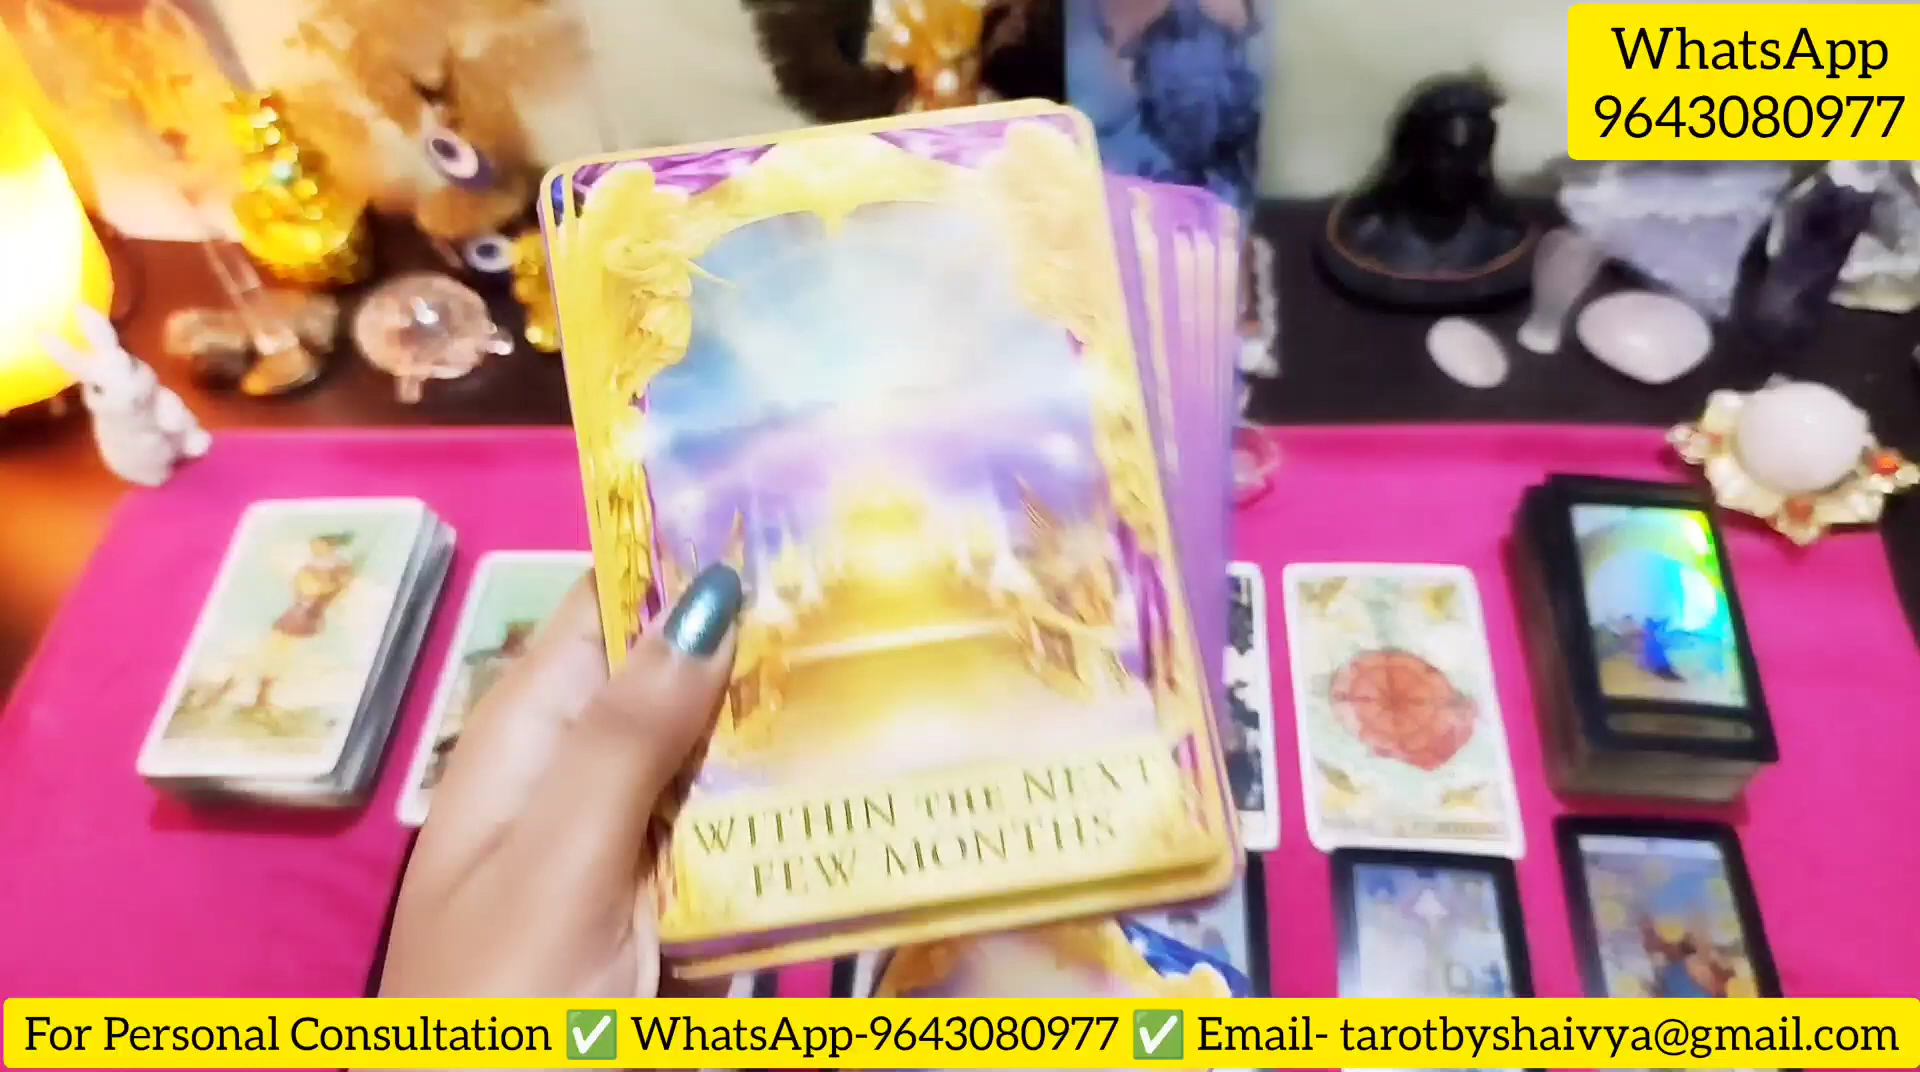 WhatsApp
9643080977
WITHIN THE NEXT
FEW MONTHS
For Personal Consultation ✅ WhatsApp-9643080977 ✅ Email- tarotbyshaivya@gmail.com